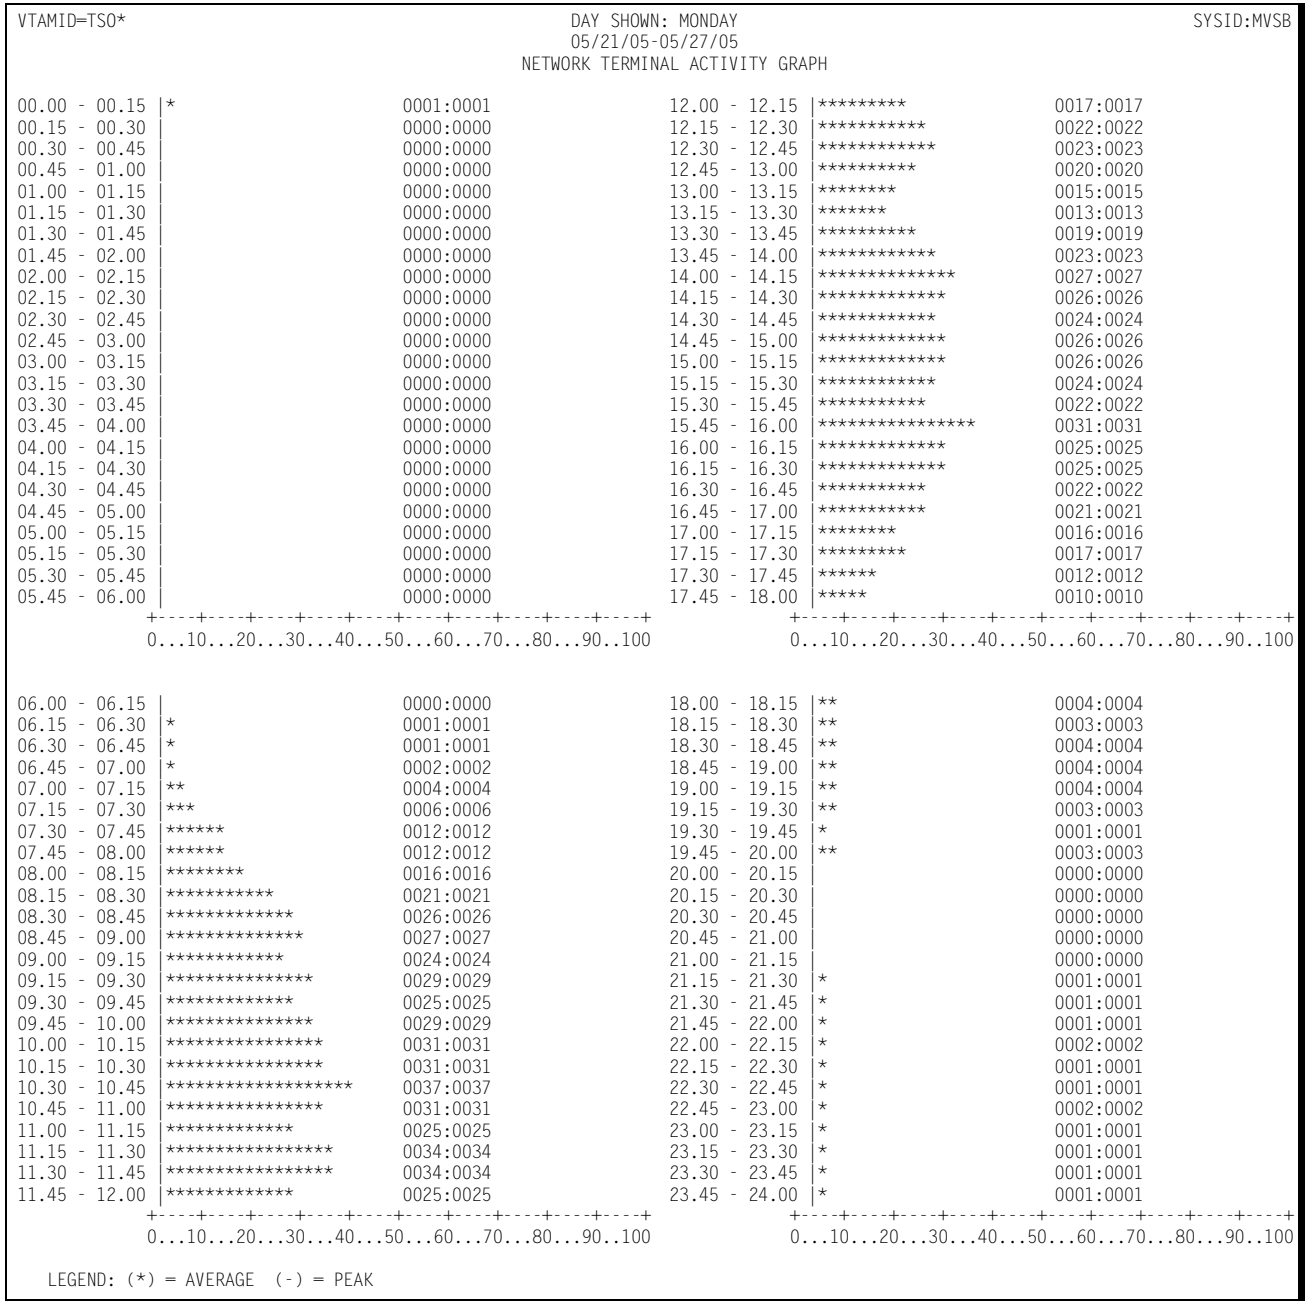 VTAMID=TSO* DAY SHOWN: MONDAY SYSID:MVSB
05/21/05-05/27/05
NETWORK TERMINAL ACTIVITY GRAPH
00.00 - 00.15 |* 0001:0001 12.00 - 12.15 |********* 0017:0017
00.15 - 00.30 | 0000:0000 12.15 - 12.30 |*********** 0022:0022
00.30 - 00.45 | 0000:0000 12.30 - 12.45 |************ 0023:0023
00.45 - 01.00 | 0000:0000 12.45 - 13.00 |********** 0020:0020
01.00 - 01.15 | 0000:0000 13.00 - 13.15 |******** 0015:0015
01.15 - 01.30 | 0000:0000 13.15 - 13.30 |******* 0013:0013
01.30 - 01.45 | 0000:0000 13.30 - 13.45 |********** 0019:0019
01.45 - 02.00 | 0000:0000 13.45 - 14.00 |************ 0023:0023
02.00 - 02.15 | 0000:0000 14.00 - 14.15 |************** 0027:0027
02.15 - 02.30 | 0000:0000 14.15 - 14.30 |************* 0026:0026
02.30 - 02.45 | 0000:0000 14.30 - 14.45 |************ 0024:0024
02.45 - 03.00 | 0000:0000 14.45 - 15.00 |************* 0026:0026
03.00 - 03.15 | 0000:0000 15.00 - 15.15 |************* 0026:0026
03.15 - 03.30 | 0000:0000 15.15 - 15.30 |************ 0024:0024
03.30 - 03.45 | 0000:0000 15.30 - 15.45 |*********** 0022:0022
03.45 - 04.00 | 0000:0000 15.45 - 16.00 |**************** 0031:0031
04.00 - 04.15 | 0000:0000 16.00 - 16.15 |************* 0025:0025
04.15 - 04.30 | 0000:0000 16.15 - 16.30 |************* 0025:0025
04.30 - 04.45 | 0000:0000 16.30 - 16.45 |*********** 0022:0022
04.45 - 05.00 | 0000:0000 16.45 - 17.00 |*********** 0021:0021
05.00 - 05.15 | 0000:0000 17.00 - 17.15 |******** 0016:0016
05.15 - 05.30 | 0000:0000 17.15 - 17.30 |********* 0017:0017
05.30 - 05.45 | 0000:0000 17.30 - 17.45 |****** 0012:0012
05.45 - 06.00 | 0000:0000 17.45 - 18.00 |***** 0010:0010
+----+----+----+----+----+----+----+----+----+----+ +----+----+----+----+----+----+----+----+----+----+
0...10...20...30...40...50...60...70...80...90..100 0...10...20...30...40...50...60...70...80...90..100
06.00 - 06.15 | 0000:0000 18.00 - 18.15 |** 0004:0004
06.15 - 06.30 |* 0001:0001 18.15 - 18.30 |** 0003:0003
06.30 - 06.45 |* 0001:0001 18.30 - 18.45 |** 0004:0004
06.45 - 07.00 |* 0002:0002 18.45 - 19.00 |** 0004:0004
07.00 - 07.15 |** 0004:0004 19.00 - 19.15 |** 0004:0004
07.15 - 07.30 |*** 0006:0006 19.15 - 19.30 |** 0003:0003
07.30 - 07.45 |****** 0012:0012 19.30 - 19.45 |* 0001:0001
07.45 - 08.00 |****** 0012:0012 19.45 - 20.00 |** 0003:0003
08.00 - 08.15 |******** 0016:0016 20.00 - 20.15 | 0000:0000
08.15 - 08.30 |*********** 0021:0021 20.15 - 20.30 | 0000:0000
08.30 - 08.45 |************* 0026:0026 20.30 - 20.45 | 0000:0000
08.45 - 09.00 |************** 0027:0027 20.45 - 21.00 | 0000:0000
09.00 - 09.15 |************ 0024:0024 21.00 - 21.15 | 0000:0000
09.15 - 09.30 |*************** 0029:0029 21.15 - 21.30 |* 0001:0001
09.30 - 09.45 |************* 0025:0025 21.30 - 21.45 |* 0001:0001
09.45 - 10.00 |*************** 0029:0029 21.45 - 22.00 |* 0001:0001
10.00 - 10.15 |**************** 0031:0031 22.00 - 22.15 |* 0002:0002
10.15 - 10.30 |**************** 0031:0031 22.15 - 22.30 |* 0001:0001
10.30 - 10.45 |******************* 0037:0037 22.30 - 22.45 |* 0001:0001
10.45 - 11.00 |**************** 0031:0031 22.45 - 23.00 |* 0002:0002
11.00 - 11.15 |************* 0025:0025 23.00 - 23.15 |* 0001:0001
11.15 - 11.30 |***************** 0034:0034 23.15 - 23.30 |* 0001:0001
11.30 - 11.45 |***************** 0034:0034 23.30 - 23.45 |* 0001:0001
11.45 - 12.00 |************* 0025:0025 23.45 - 24.00 |* 0001:0001
+----+----+----+----+----+----+----+----+----+----+ +----+----+----+----+----+----+----+----+----+----+
0...10...20...30...40...50...60...70...80...90..100 0...10...20...30...40...50...60...70...80...90..100
LEGEND: (*) = AVERAGE (-) = PEAK